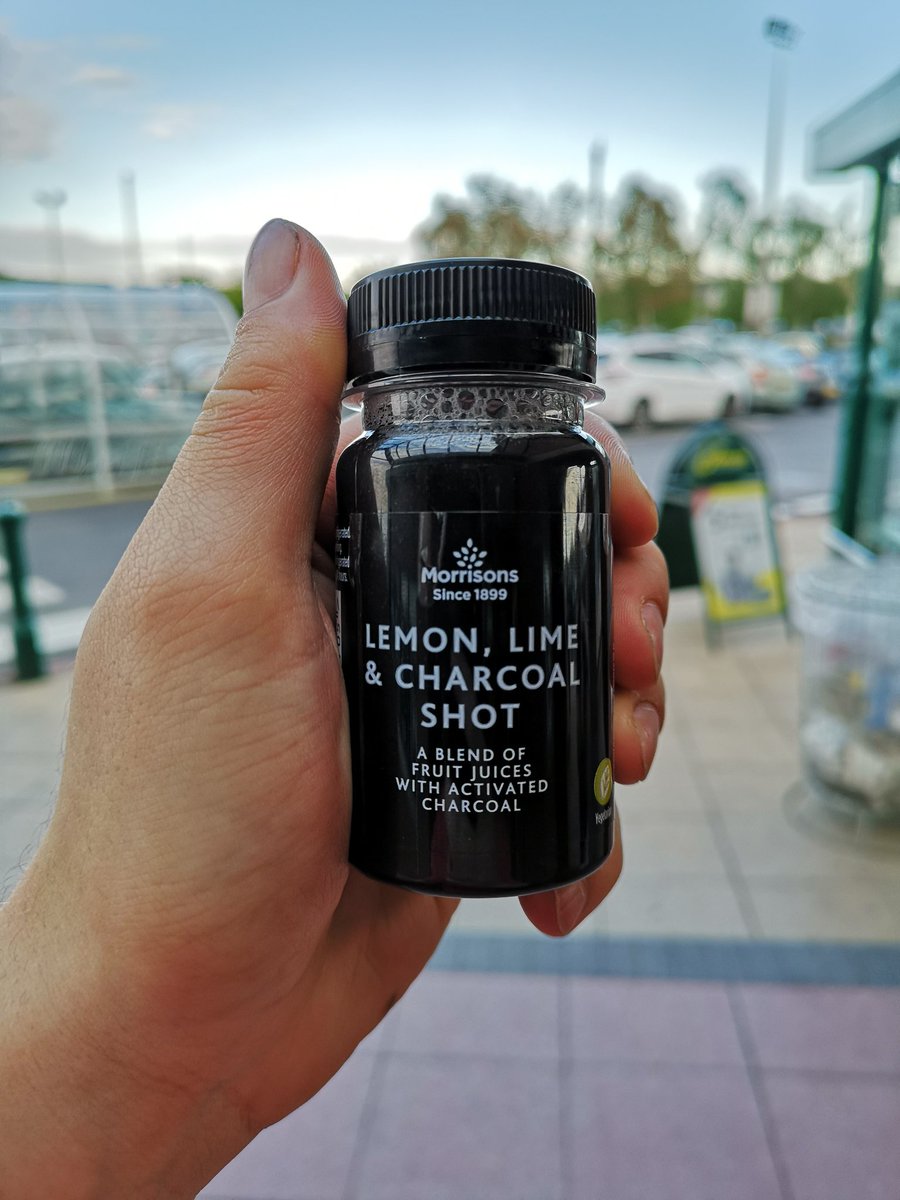 Morrisons
Since 1899
LEMON, LIME
& CHARCOAL
SHOT
A BLEND OF
FRUIT JUICES
WITH ACTIVATED
CHARCOAL